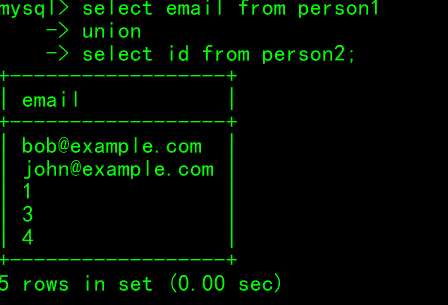 mysql> select email from person1
    -> union
    -> select id from person2;
+------------------+
| email            |
+------------------+
| bob@example.com  |
| john@example.com |
| 1                |
| 3                |
| 4                |
+------------------+
5 rows in set (0.00 sec)